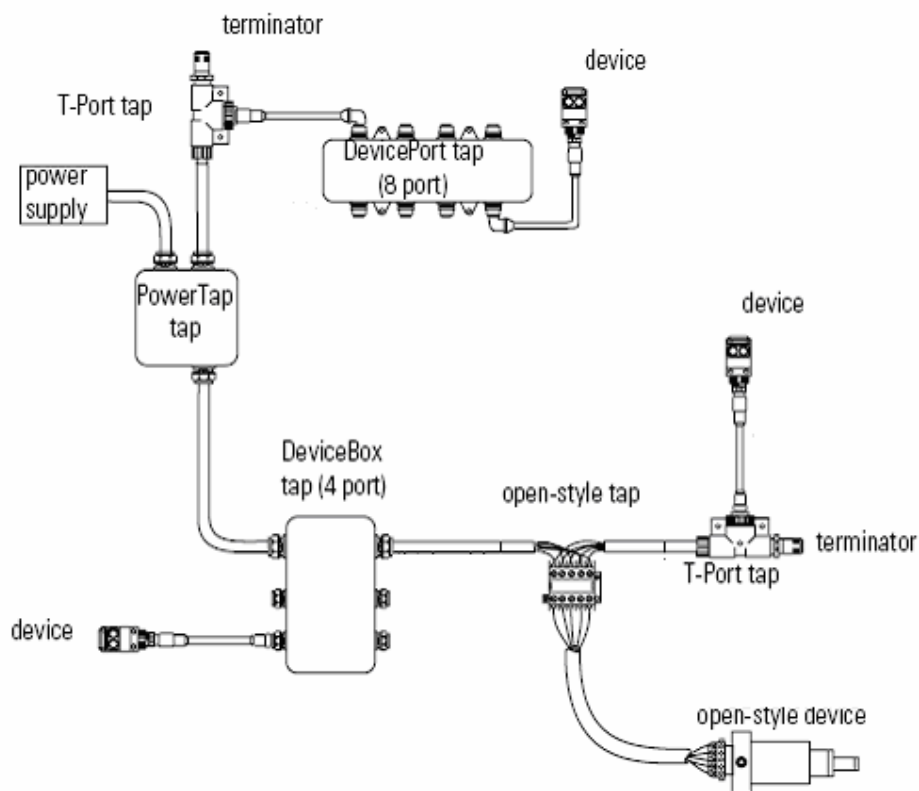 terminator
device
T-Port tap
DevicePort tap
(8 port)
power
supply
PowerTap
tap
device
DeviceBox
tap (4 port)
open-style tap
terminator
T-Port tap
device
open-style device